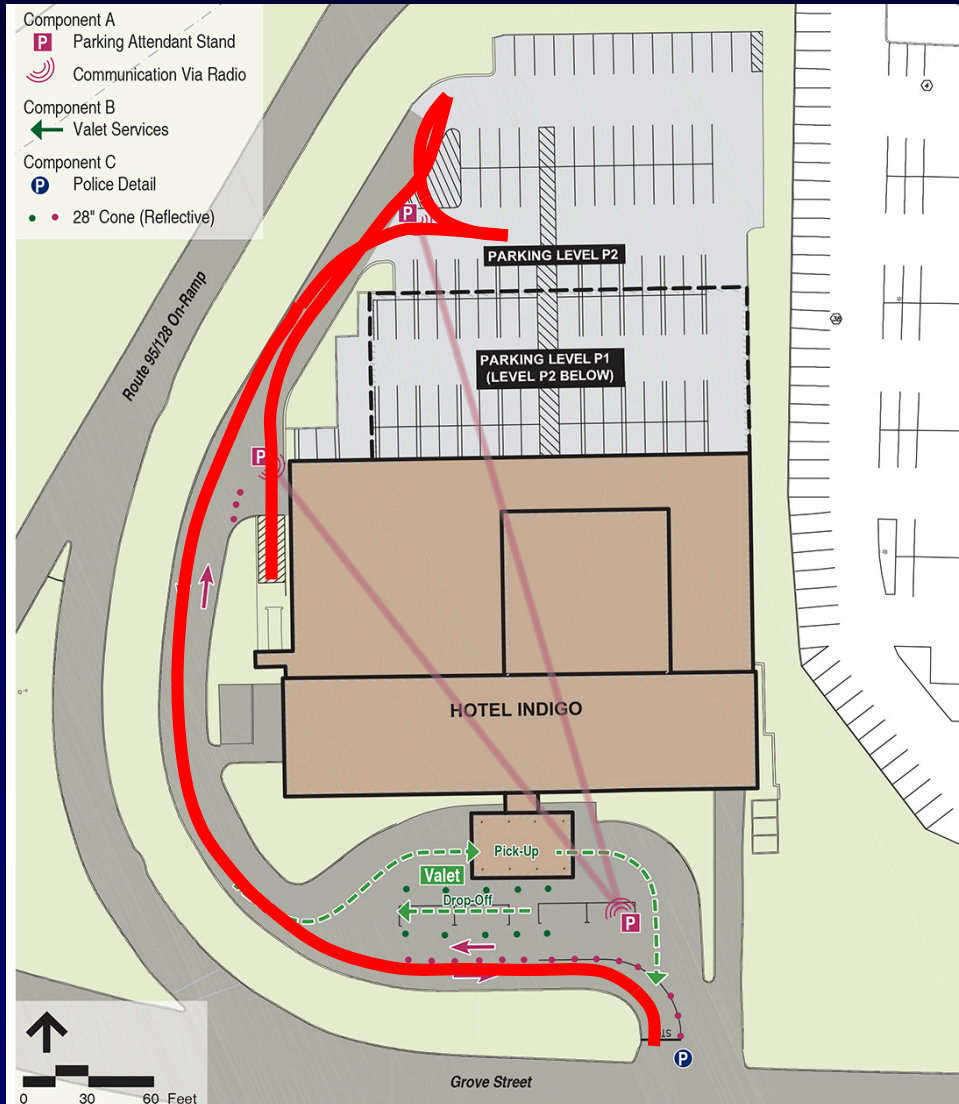 Component A
P Parking Attendant Stand
Communication Via Radio
Component B
Valet Services
Component C
P Police Detail
28" Cone (Reflective)
4
P
PARKING LEVEL P2
Route 95/128 On-Ramp
38
PARKING LEVEL P1
(LEVEL P2 BELOW)
P
HOTEL INDIGO
Pick-Up
Valet
Drop-Off
P
P
Grove Street
0 30 60 Feet